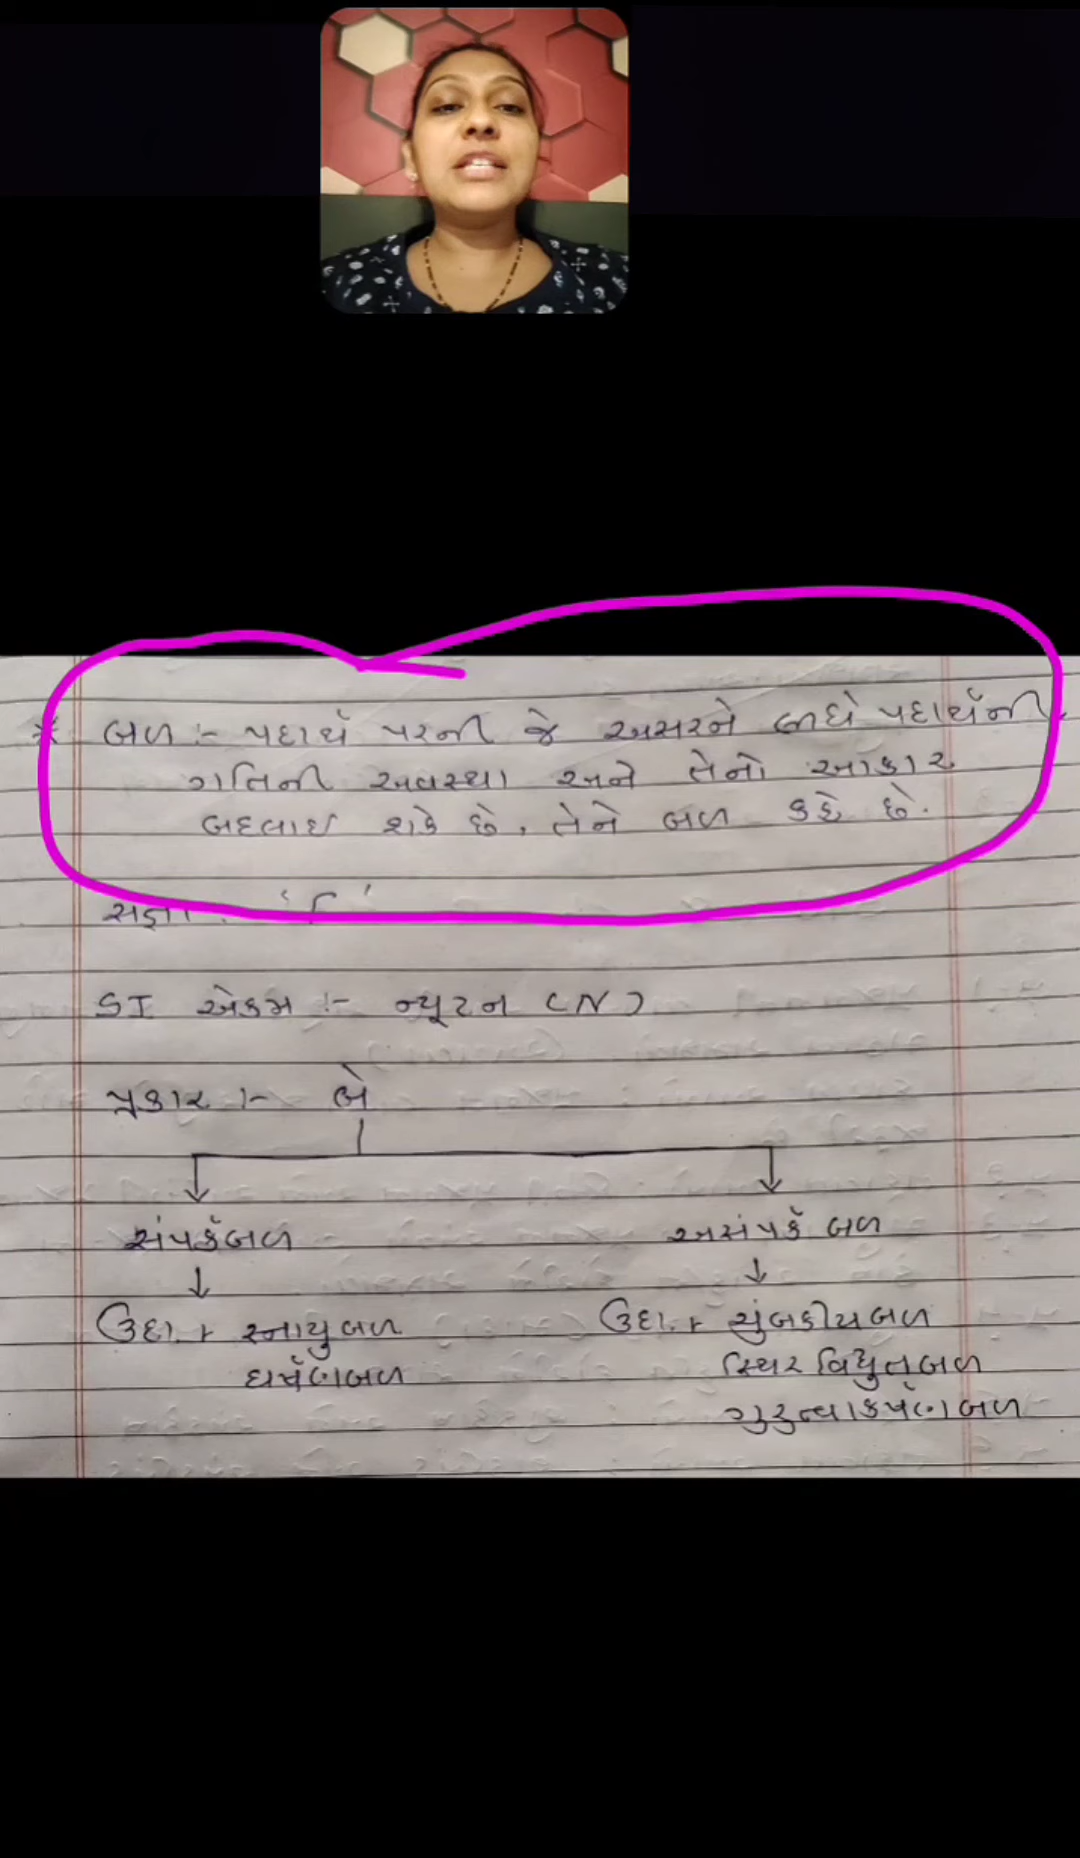 * બળ :- પદાર્થ પરની જે અસરને લીધે પદાર્થની
ગતિની અવસ્થા અને તેનો આકાર
બદલાઈ શકે છે, તેને બળ કહે છે.
સંજ્ઞા :- 'F'
SI એકમ :- ન્યૂટન (N)
પ્રકાર :- બે
સંપર્કબળ અસંપર્ક બળ
ઉદા. સ્નાયુબળ ઉદા. ચુંબકીયબળ
ઘર્ષણબળ સ્થિર વિદ્યુતબળ
ગુરુત્વાકર્ષણબળ